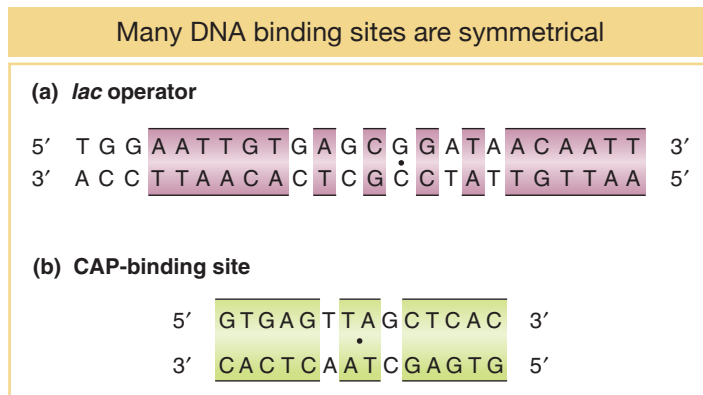 Many DNA binding sites are symmetrical
(a) lac operator
5′ T G G A A T T G T G A G C G G A T A A C A A T T 3′
3′ A C C T T A A C A C T C G C C T A T T G T T A A 5′
(b) CAP-binding site
5′ G T G A G T T A G C T C A C 3′
3′ C A C T C A A T C G A G T G 5′